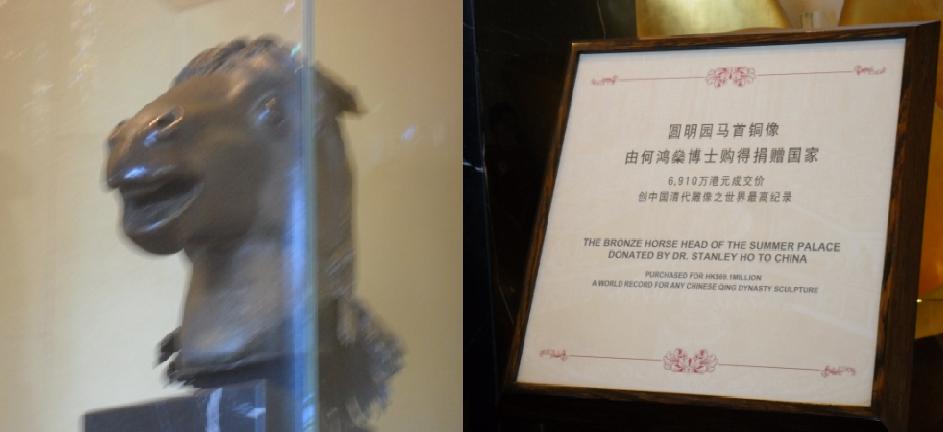 圆明园马首铜像
由何鸿燊博士购得捐赠国家
6,910万港元成交价
创中国清代雕像之世界最高纪录
THE BRONZE HORSE HEAD OF THE SUMMER PALACE
DONATED BY DR. STANLEY HO TO CHINA
PURCHASED FOR HK$69.1MILLION
A WORLD RECORD FOR ANY CHINESE QING DYNASTY SCULPTURE